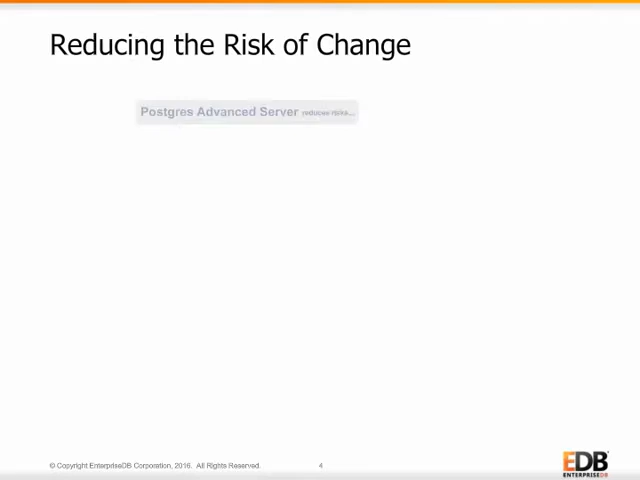 Reducing the Risk of Change
Postgres Advanced Server reduces risks...
© Copyright EnterpriseDB Corporation, 2016. All Rights Reserved.
4
EDB
ENTERPRISEDB